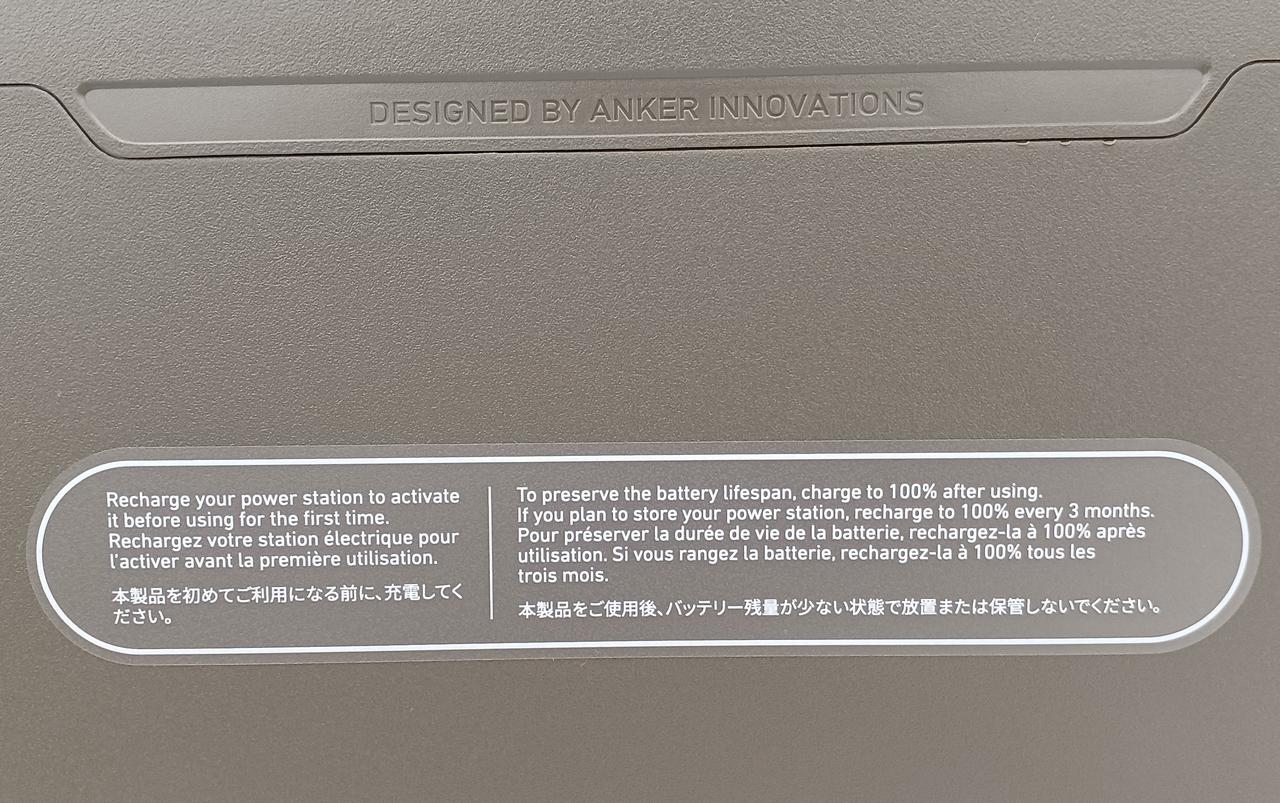 DESIGNED BY ANKER INNOVATIONS
Recharge your power station to activate
it before using for the first time.
Rechargez votre station électrique pour
l'activer avant la première utilisation.
本製品を初めてご利用になる前に、充電してく
ださい。
To preserve the battery lifespan, charge to 100% after using.
If you plan to store your power station, recharge to 100% every 3 months.
Pour préserver la durée de vie de la batterie, rechargez-la à 100% après
utilisation. Si vous rangez la batterie, rechargez-la à 100% tous les
trois mois.
本製品をご使用後、バッテリー残量が少ない状態で放置または保管しないでください。